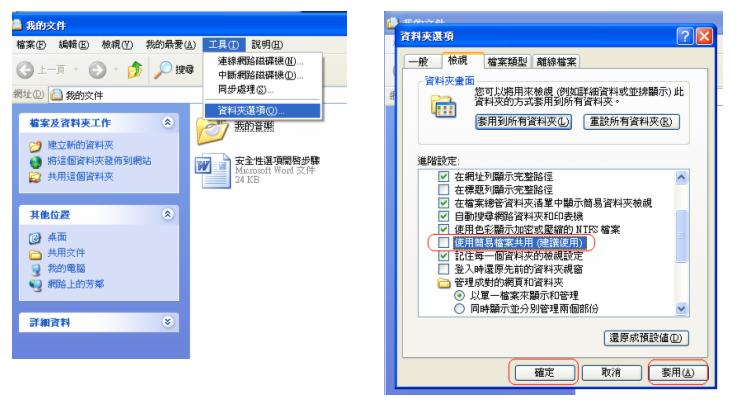 我的文件
檔案(F) 編輯(E) 檢視(V) 我的最愛(A) 工具(T) 說明(H)
上一頁 搜尋
連線網路磁碟機(N)...
中斷網路磁碟機(D)...
同步處理(S)...
資料夾選項(O)...
網址(D) 我的文件
檔案及資料夾工作
建立新的資料夾
將這個資料夾發佈到網站
共用這個資料夾
其他位置
桌面
共用文件
我的電腦
網路上的芳鄰
詳細資料
我的音樂
安全性選項開啟步驟
Microsoft Word 文件
24 KB
資料夾選項
一般 檢視 檔案類型 離線檔案
資料夾畫面
您可以將用來檢視 (例如詳細資料或並排顯示) 此
資料夾的方式套用到所有資料夾。
套用到所有資料夾(L) 重設所有資料夾(R)
進階設定:
在網址列顯示完整路徑
在標題列顯示完整路徑
在檔案總管資料夾清單中顯示簡易資料夾檢視
自動搜尋網路資料夾和印表機
使用色彩顯示加密或壓縮的 NTFS 檔案
使用簡易檔案共用 (建議使用)
記住每一個資料夾的檢視設定
登入時還原先前的資料夾視窗
管理成對的網頁和資料夾
以單一檔案來顯示和管理
同時顯示並分別管理兩個部份
還原成預設值(D)
確定 取消 套用(A)